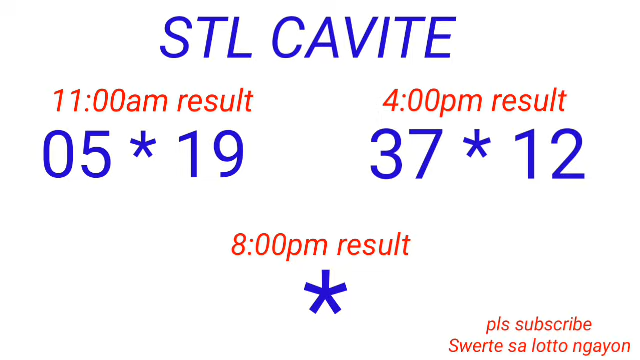 STL CAVITE
11:00am result
05 * 19
4:00pm result
37 * 12
8:00pm result
*
pls subscribe
Swerte sa lotto ngayon